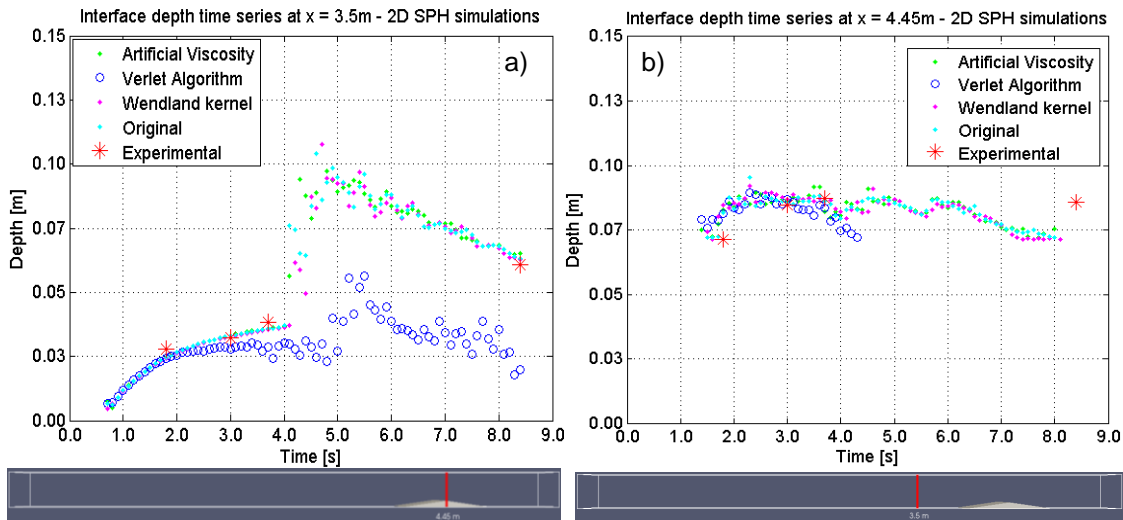 Interface depth time series at x = 3.5m - 2D SPH simulations
a)
Artificial Viscosity
Verlet Algorithm
Wendland kernel
Original
Experimental
0.15
0.13
0.10
0.07
0.05
0.03
0.00
Depth [m]
0.0 1.0 2.0 3.0 4.0 5.0 6.0 7.0 8.0 9.0
Time [s]
4.45 m
Interface depth time series at x = 4.45m - 2D SPH simulations
b)
Artificial Viscosity
Verlet Algorithm
Wendland kernel
Original
Experimental
0.15
0.13
0.10
0.07
0.05
0.03
0.00
Depth [m]
0.0 1.0 2.0 3.0 4.0 5.0 6.0 7.0 8.0 9.0
Time [s]
3.5 m